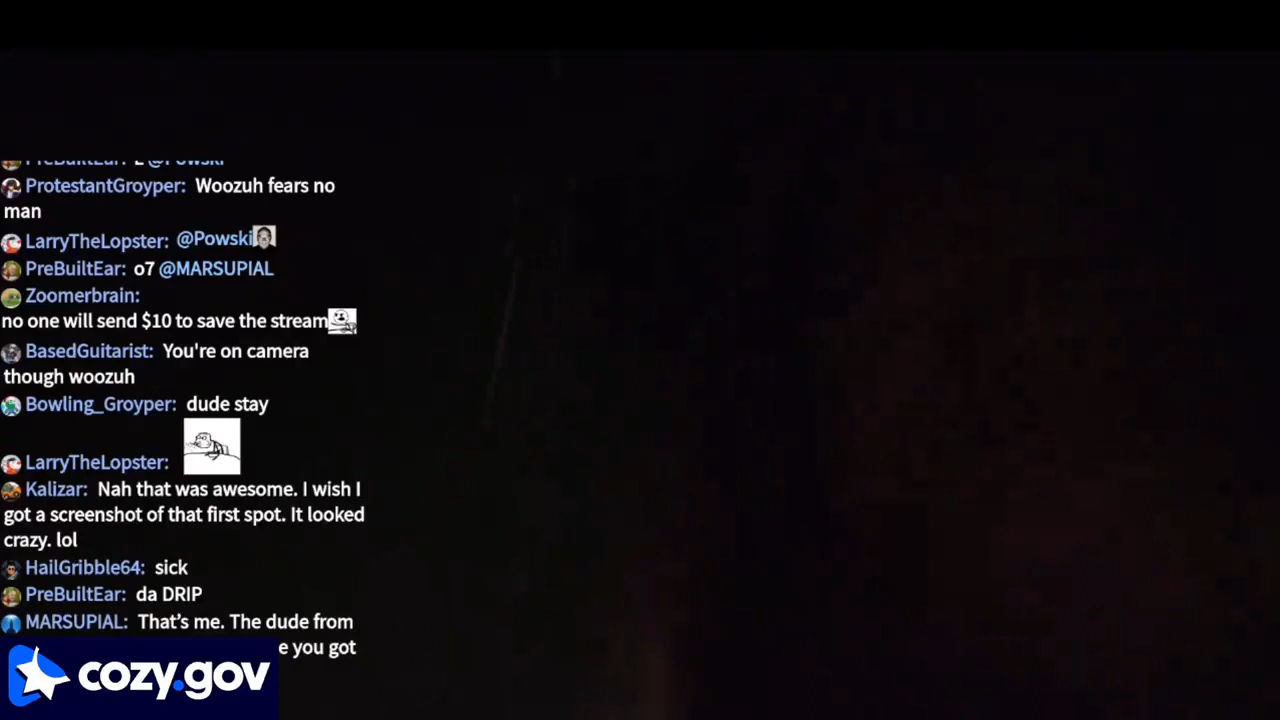 PreBuiltEar: L @Powski
ProtestantGroyper: Woozuh fears no
man
LarryTheLopster: @Powski
PreBuiltEar: o7 @MARSUPIAL
Zoomerbrain:
no one will send $10 to save the stream
BasedGuitarist: You're on camera
though woozuh
Bowling_Groyper: dude stay
LarryTheLopster:
Kalizar: Nah that was awesome. I wish I
got a screenshot of that first spot. It looked
crazy. lol
HailGribble64: sick
PreBuiltEar: da DRIP
MARSUPIAL: That’s me. The dude from
e you got
cozy.gov